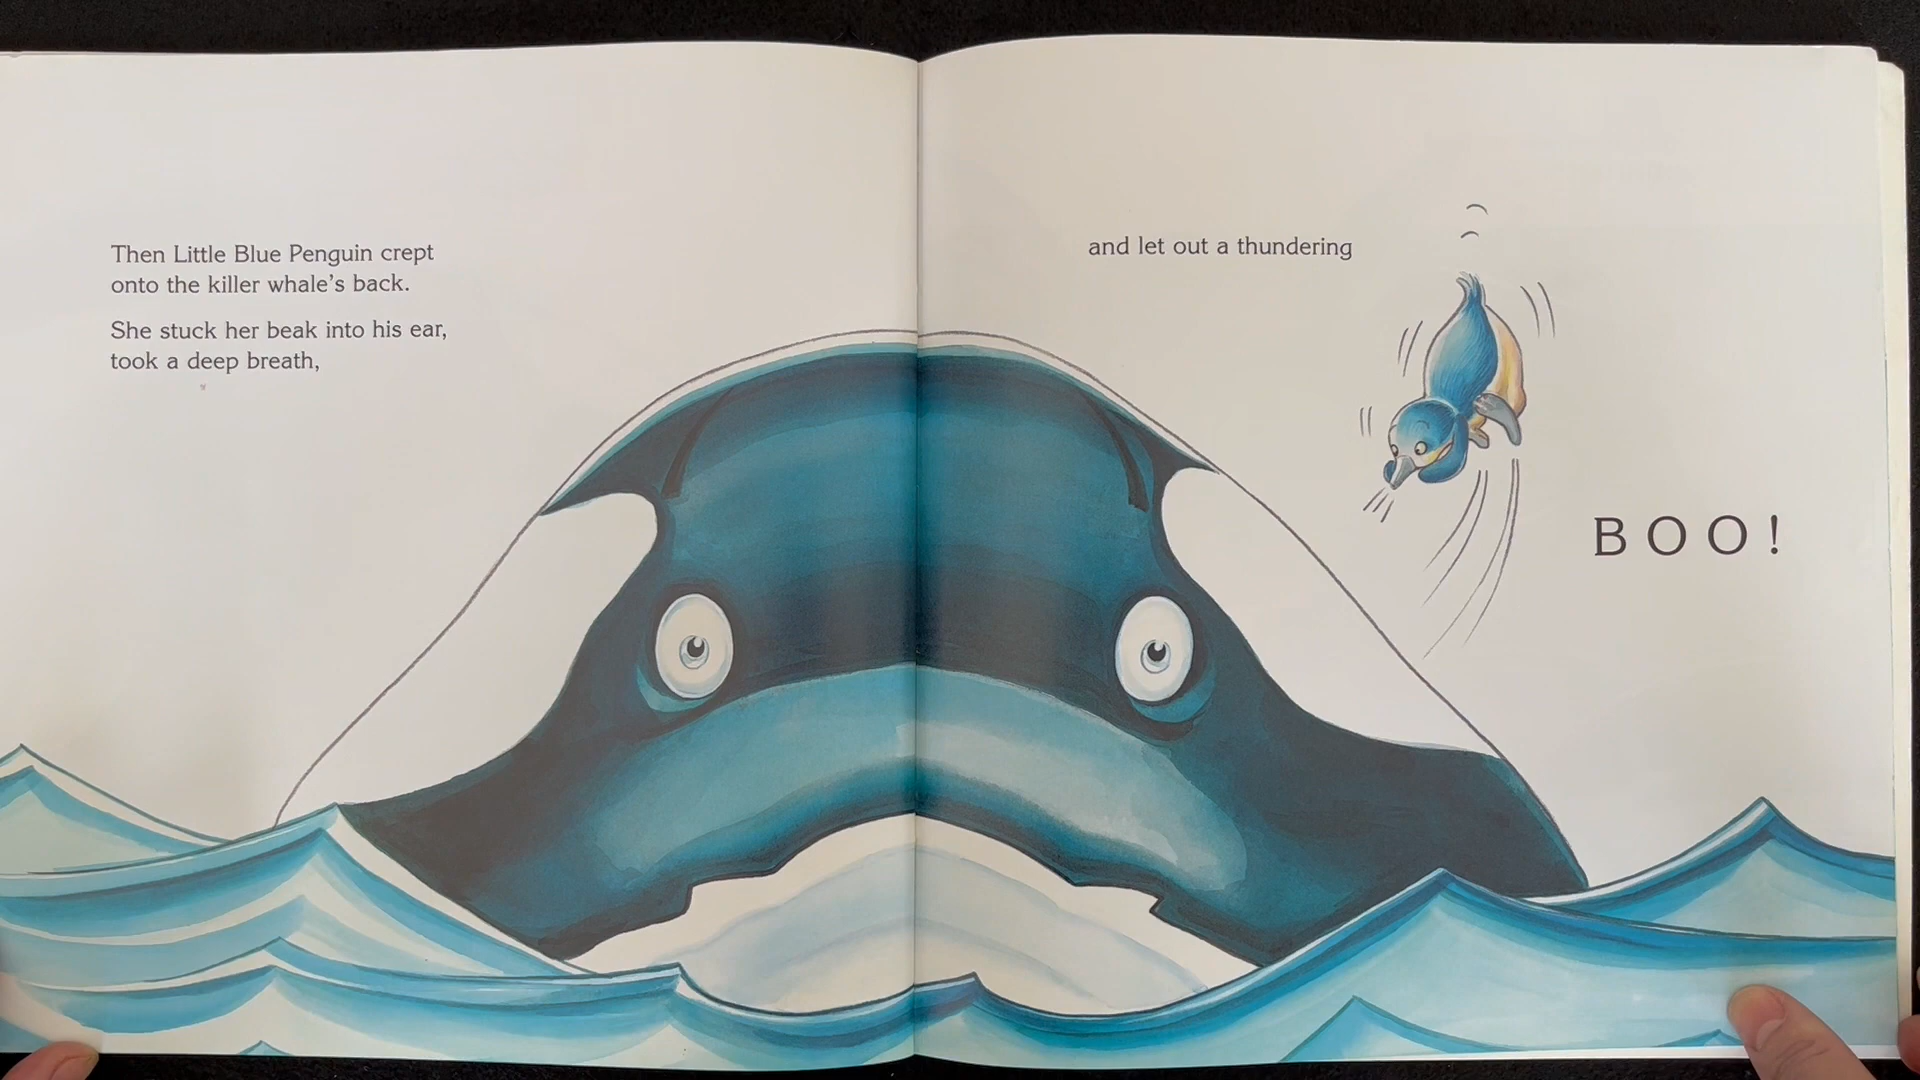 Then Little Blue Penguin crept
onto the killer whale's back.
She stuck her beak into his ear,
took a deep breath,
and let out a thundering
BOO!